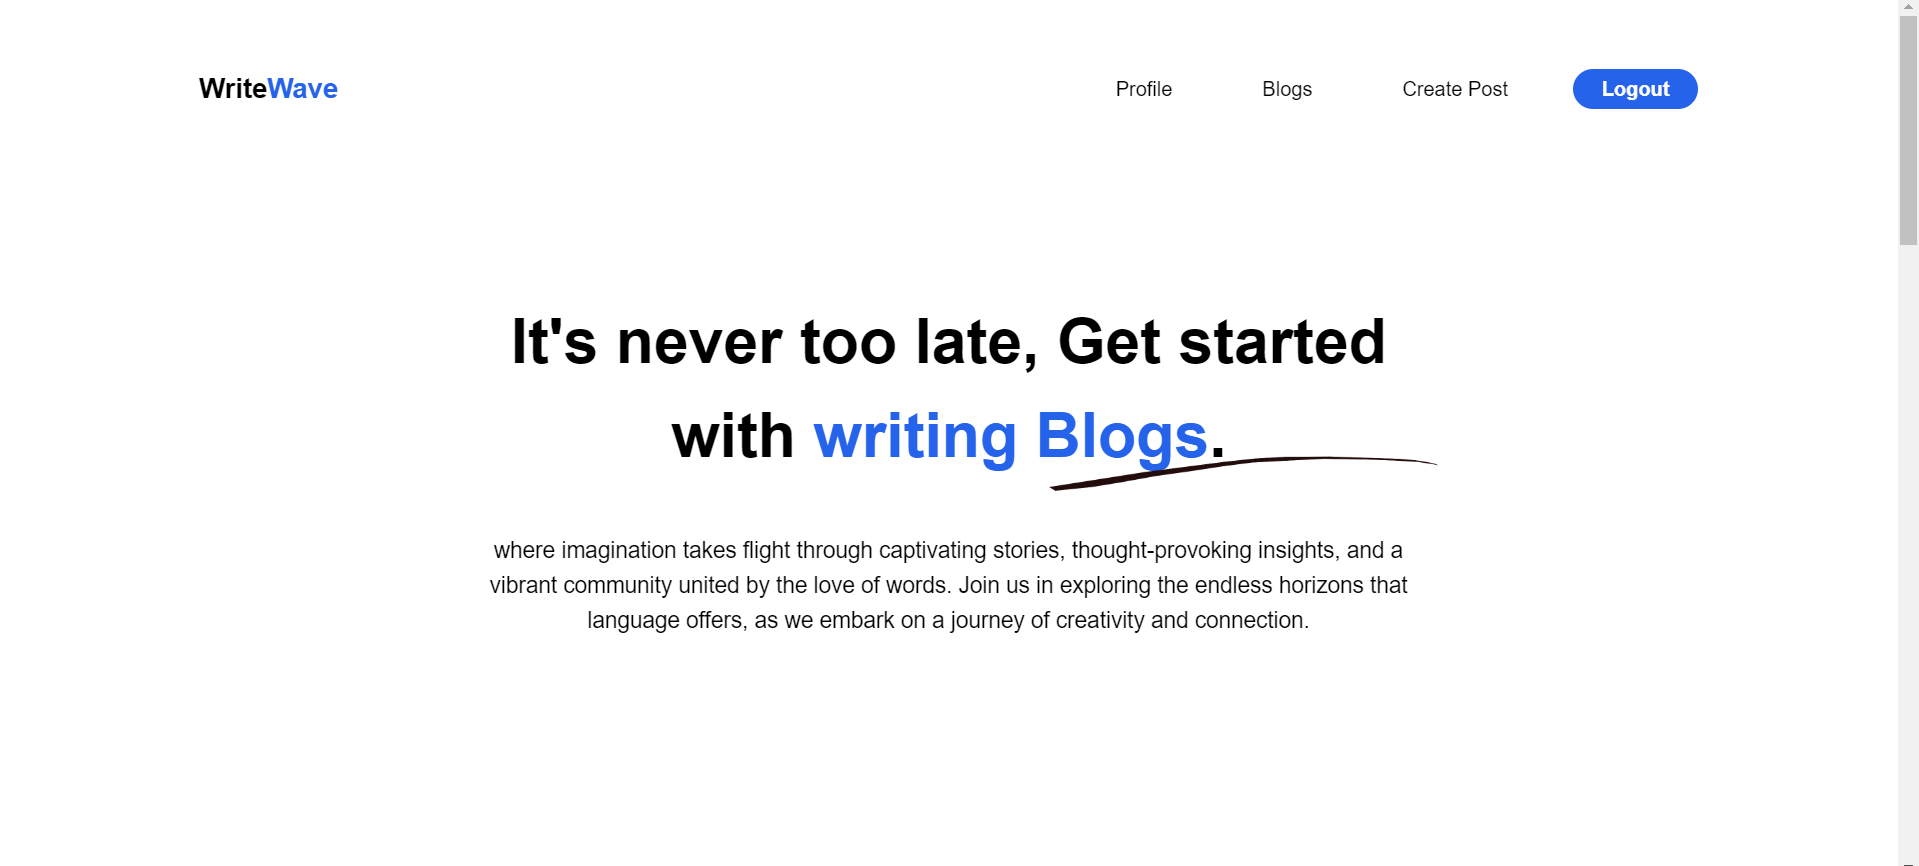 WriteWave
Profile
Blogs
Create Post
Logout
It's never too late, Get started
with writing Blogs.
where imagination takes flight through captivating stories, thought-provoking insights, and a
vibrant community united by the love of words. Join us in exploring the endless horizons that
language offers, as we embark on a journey of creativity and connection.